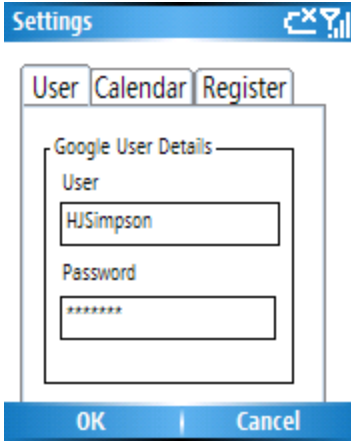 Settings
User Calendar Register
Google User Details
User
HJSimpson
Password
*******
OK Cancel